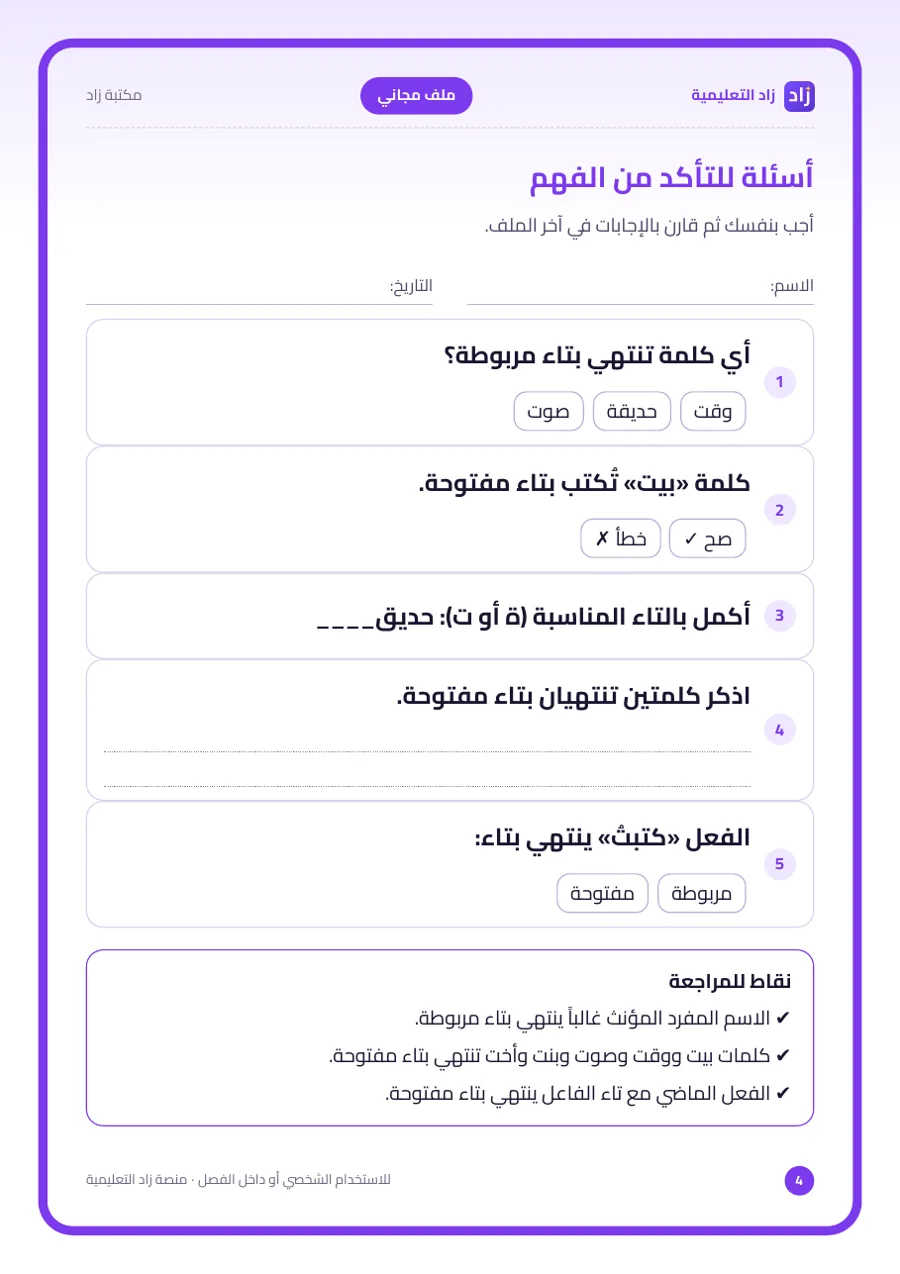 زاد
زاد التعليمية
ملف مجاني
مكتبة زاد
أسئلة للتأكد من الفهم
أجب بنفسك ثم قارن بالإجابات في آخر الملف.
الاسم:
التاريخ:
1
أي كلمة تنتهي بتاء مربوطة؟
وقت
حديقة
صوت
2
كلمة «بيت» تُكتب بتاء مفتوحة.
صح ✓
خطأ ✗
3
أكمل بالتاء المناسبة (ة أو ت): حديق____
4
اذكر كلمتين تنتهيان بتاء مفتوحة.
5
الفعل «كتبتُ» ينتهي بتاء:
مربوطة
مفتوحة
نقاط للمراجعة
✔ الاسم المفرد المؤنث غالباً ينتهي بتاء مربوطة.
✔ كلمات بيت ووقت وصوت وبنت وأخت تنتهي بتاء مفتوحة.
✔ الفعل الماضي مع تاء الفاعل ينتهي بتاء مفتوحة.
4
للاستخدام الشخصي أو داخل الفصل · منصة زاد التعليمية